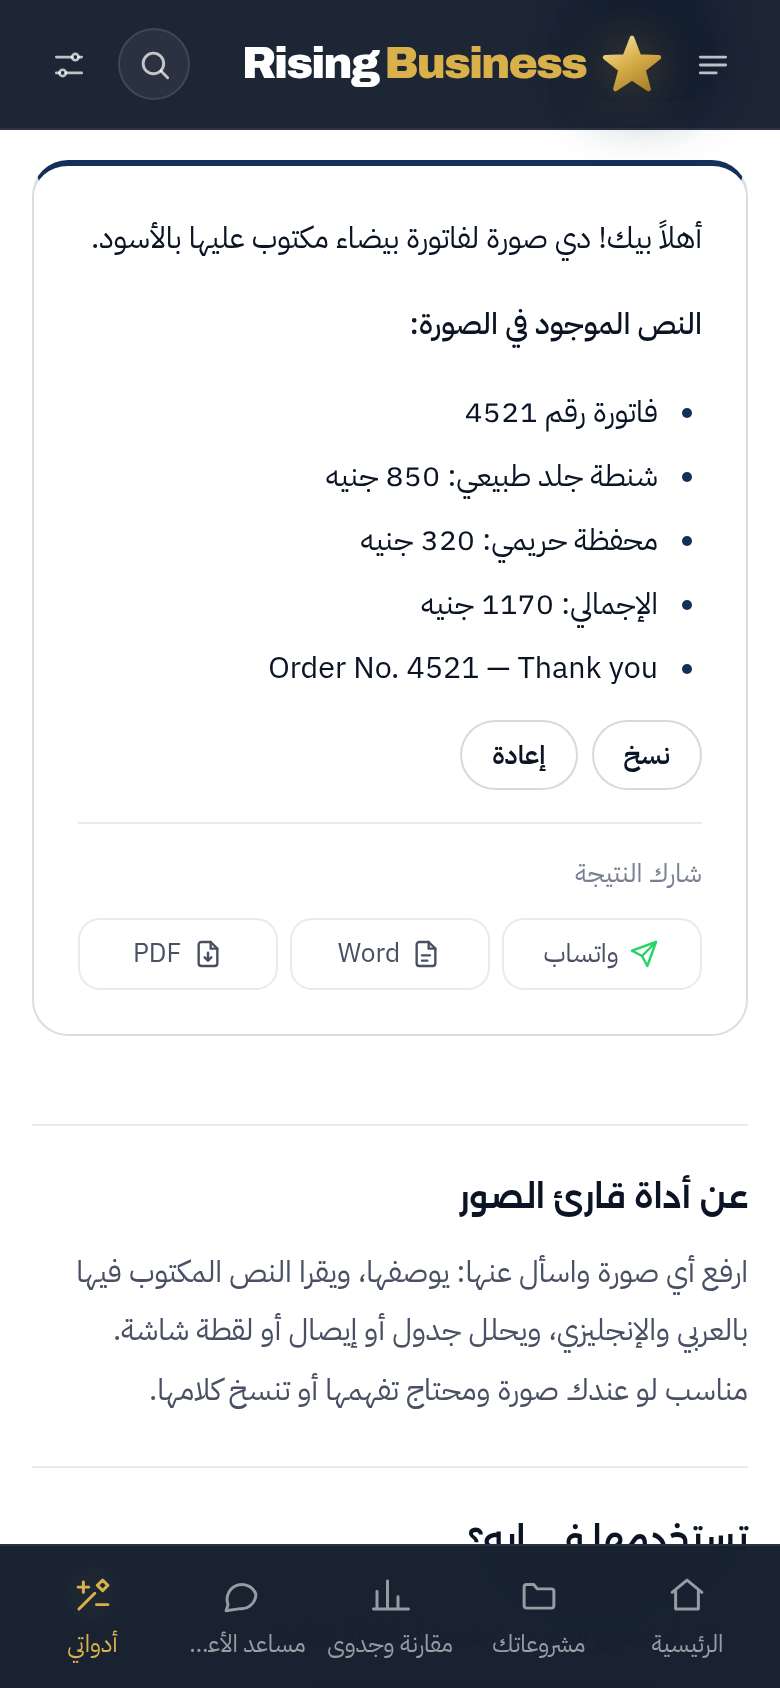 Rising Business
أهلاً بيك! دي صورة لفاتورة بيضاء مكتوب عليها بالأسود.
النص الموجود في الصورة:
فاتورة رقم 4521
شنطة جلد طبيعي: 850 جنيه
محفظة حريمي: 320 جنيه
الإجمالي: 1170 جنيه
Order No. 4521 — Thank you
نسخ
إعادة
شارك النتيجة
واتساب
Word
PDF
عن أداة قارئ الصور
ارفع أي صورة واسأل عنها: يوصفها، ويقرا النص المكتوب فيها
بالعربي والإنجليزي، ويحلل جدول أو إيصال أو لقطة شاشة.
مناسب لو عندك صورة ومحتاج تفهمها أو تنسخ كلامها.
تستخدمها في إيه؟
الرئيسية
مشروعاتك
مقارنة وجدوى
مساعد الأعـ...
أدواتي